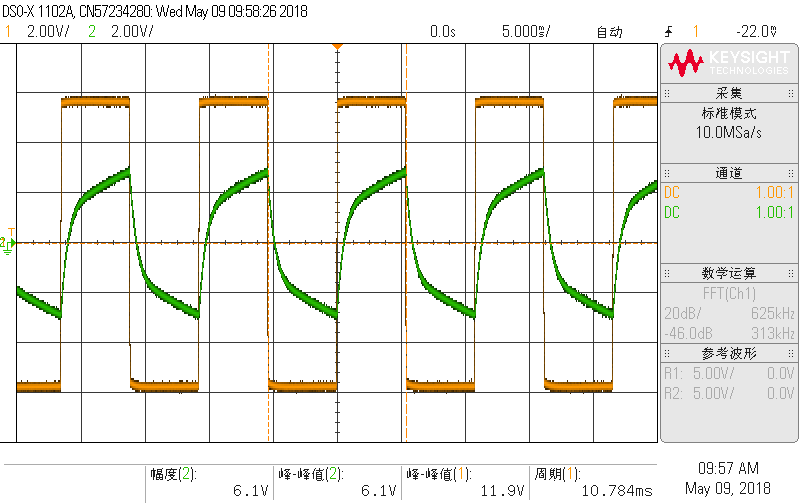 DSO-X 1102A, CN57234280: Wed May 09 09:58:26 2018
1 2.00V/ 2 2.00V/ 0.0s 5.000ms/ 自动 1 -22.0V
KEYSIGHT
TECHNOLOGIES
采集
标准模式
10.0MSa/s
通道
DC 1.00:1
DC 1.00:1
数学运算
FFT(Ch1)
20dB/ 625kHz
-46.0dB 313kHz
参考波形
R1: 5.00V/ 0.0V
R2: 5.00V/ 0.0V
T
2
幅度(2): 峰-峰值(2): 峰-峰值(1): 周期(1):
6.1V 6.1V 11.9V 10.784ms
09:57 AM
May 09, 2018